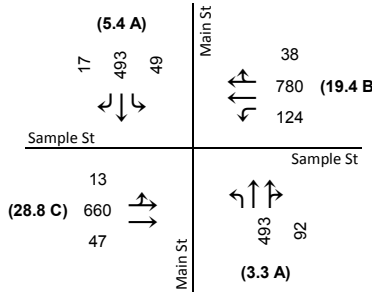 (5.4 A)
17 493 49
Main St
38
780 (19.4 B)
124
Sample St
Sample St
13
(28.8 C) 660
47
Main St
493 92
(3.3 A)